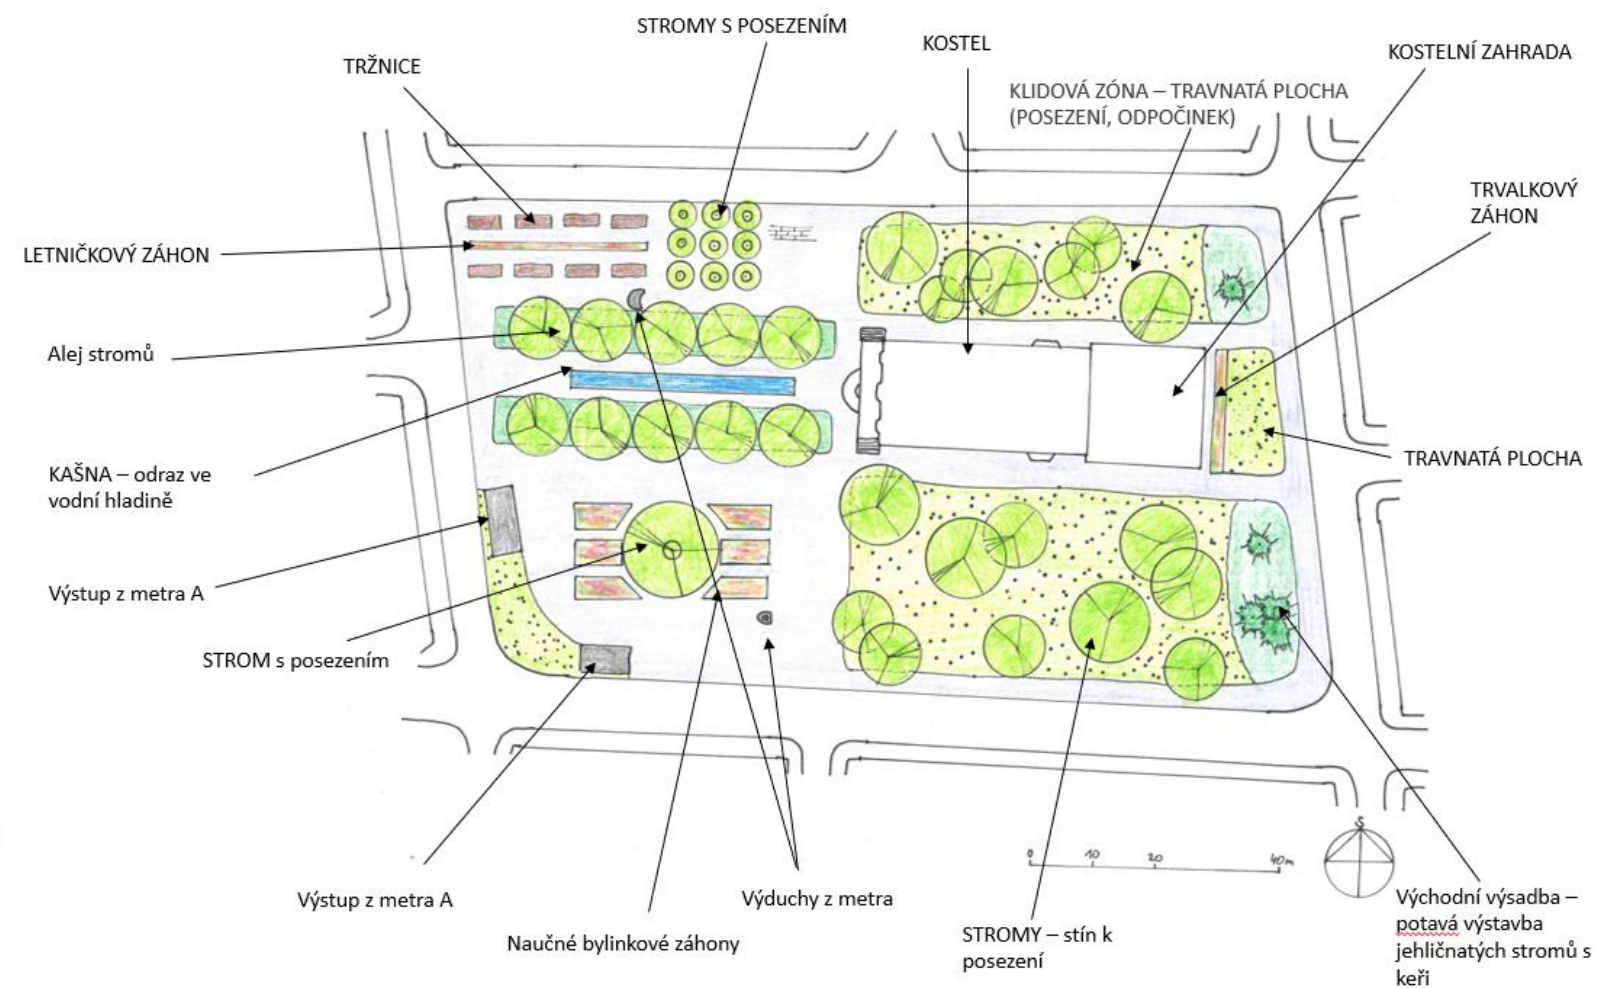 STROMY S POSEZENÍM
KOSTEL
KOSTELNÍ ZAHRADA
TRŽNICE
KLIDOVÁ ZÓNA – TRAVNATÁ PLOCHA
(POSEZENÍ, ODPOČINEK)
TRVALKOVÝ
ZÁHON
LETNIČKOVÝ ZÁHON
Alej stromů
KAŠNA – odraz ve
vodní hladině
TRAVNATÁ PLOCHA
Výstup z metra A
STROM s posezením
S
0 10 20 40m
Výstup z metra A
Výduchy z metra
Naučné bylinkové záhony
STROMY – stín k
posezení
Východní výsadba –
potavá výstavba
jehličnatých stromů s
keři